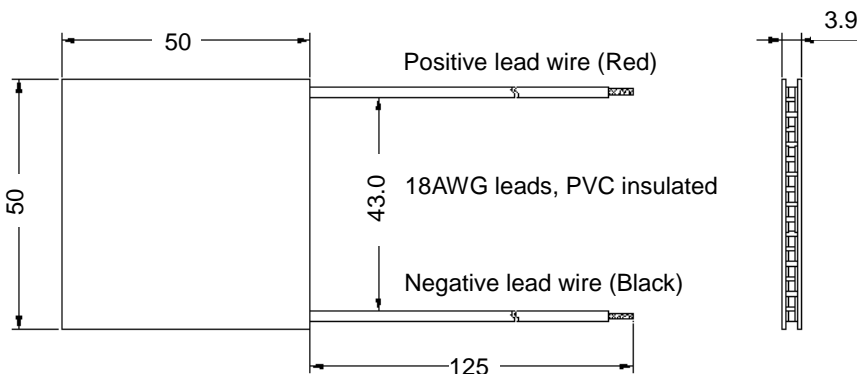 3.9
50
Positive lead wire (Red)
50
43.0
18AWG leads, PVC insulated
Negative lead wire (Black)
125